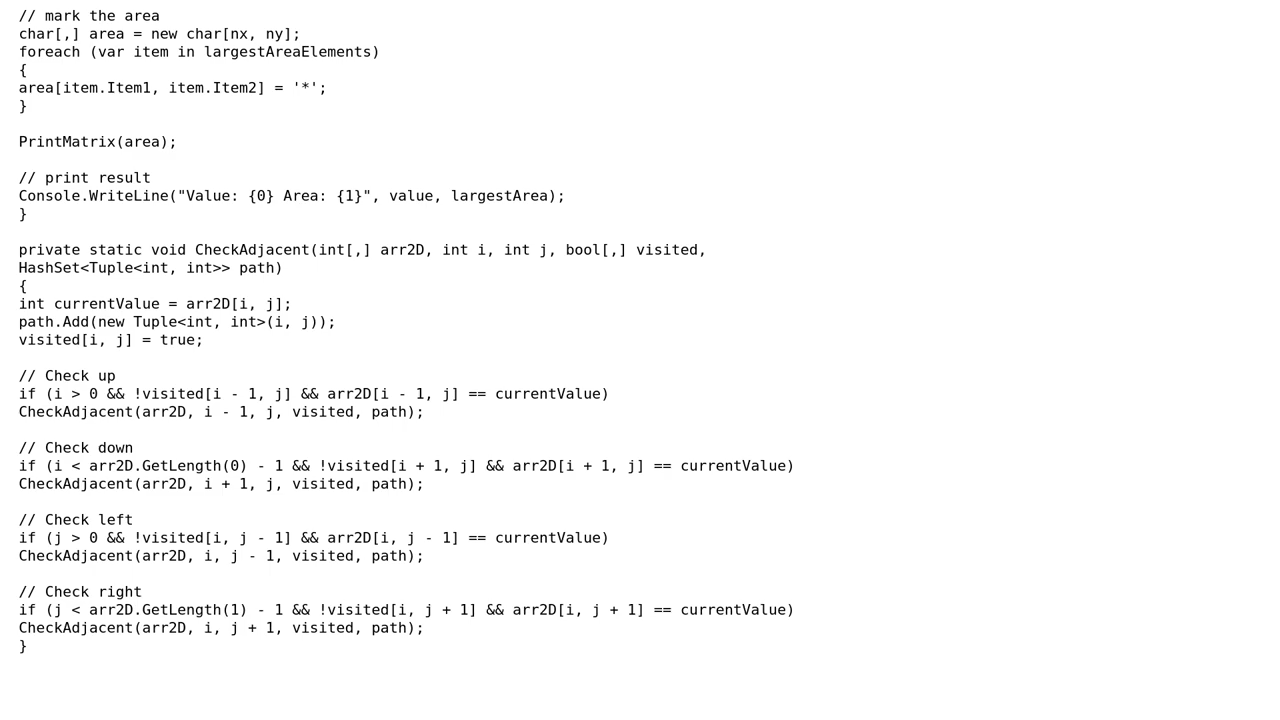 // mark the area
char[,] area = new char[nx, ny];
foreach (var item in largestAreaElements)
{
area[item.Item1, item.Item2] = '*';
}

PrintMatrix(area);

// print result
Console.WriteLine("Value: {0} Area: {1}", value, largestArea);
}

private static void CheckAdjacent(int[,] arr2D, int i, int j, bool[,] visited,
HashSet<Tuple<int, int>> path)
{
int currentValue = arr2D[i, j];
path.Add(new Tuple<int, int>(i, j));
visited[i, j] = true;

// Check up
if (i > 0 && !visited[i - 1, j] && arr2D[i - 1, j] == currentValue)
CheckAdjacent(arr2D, i - 1, j, visited, path);

// Check down
if (i < arr2D.GetLength(0) - 1 && !visited[i + 1, j] && arr2D[i + 1, j] == currentValue)
CheckAdjacent(arr2D, i + 1, j, visited, path);

// Check left
if (j > 0 && !visited[i, j - 1] && arr2D[i, j - 1] == currentValue)
CheckAdjacent(arr2D, i, j - 1, visited, path);

// Check right
if (j < arr2D.GetLength(1) - 1 && !visited[i, j + 1] && arr2D[i, j + 1] == currentValue)
CheckAdjacent(arr2D, i, j + 1, visited, path);
}